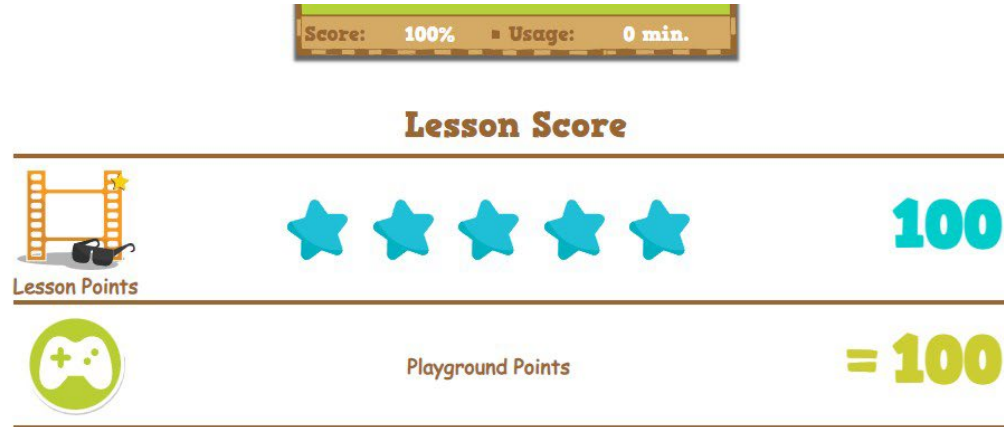 Score: 100% Usage: 0 min.
Lesson Score
100
Lesson Points
Playground Points = 100